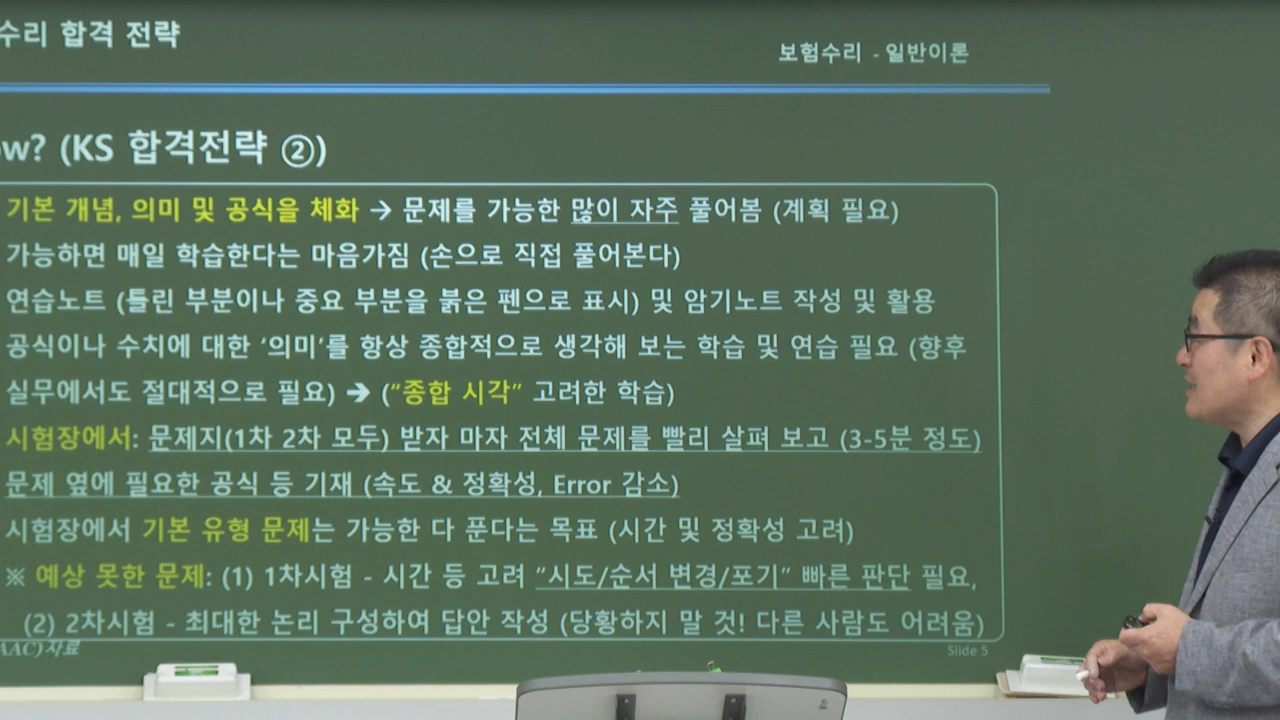 수리 합격 전략
보험수리 - 일반이론
ow? (KS 합격전략 ②)
기본 개념, 의미 및 공식을 체화 → 문제를 가능한 많이 자주 풀어봄 (계획 필요)
가능하면 매일 학습한다는 마음가짐 (손으로 직접 풀어본다)
연습노트 (틀린 부분이나 중요 부분을 붉은 펜으로 표시) 및 암기노트 작성 및 활용
공식이나 수치에 대한 ‘의미’를 항상 종합적으로 생각해 보는 학습 및 연습 필요 (향후
실무에서도 절대적으로 필요) ➔ (“종합 시각” 고려한 학습)
시험장에서: 문제지(1차 2차 모두) 받자 마자 전체 문제를 빨리 살펴 보고 (3-5분 정도)
문제 옆에 필요한 공식 등 기재 (속도 & 정확성, Error 감소)
시험장에서 기본 유형 문제는 가능한 다 푼다는 목표 (시간 및 정확성 고려)
※ 예상 못한 문제: (1) 1차시험 - 시간 등 고려 “시도/순서 변경/포기” 빠른 판단 필요,
(2) 2차시험 - 최대한 논리 구성하여 답안 작성 (당황하지 말 것! 다른 사람도 어려움)
AAC)자료
Slide 5